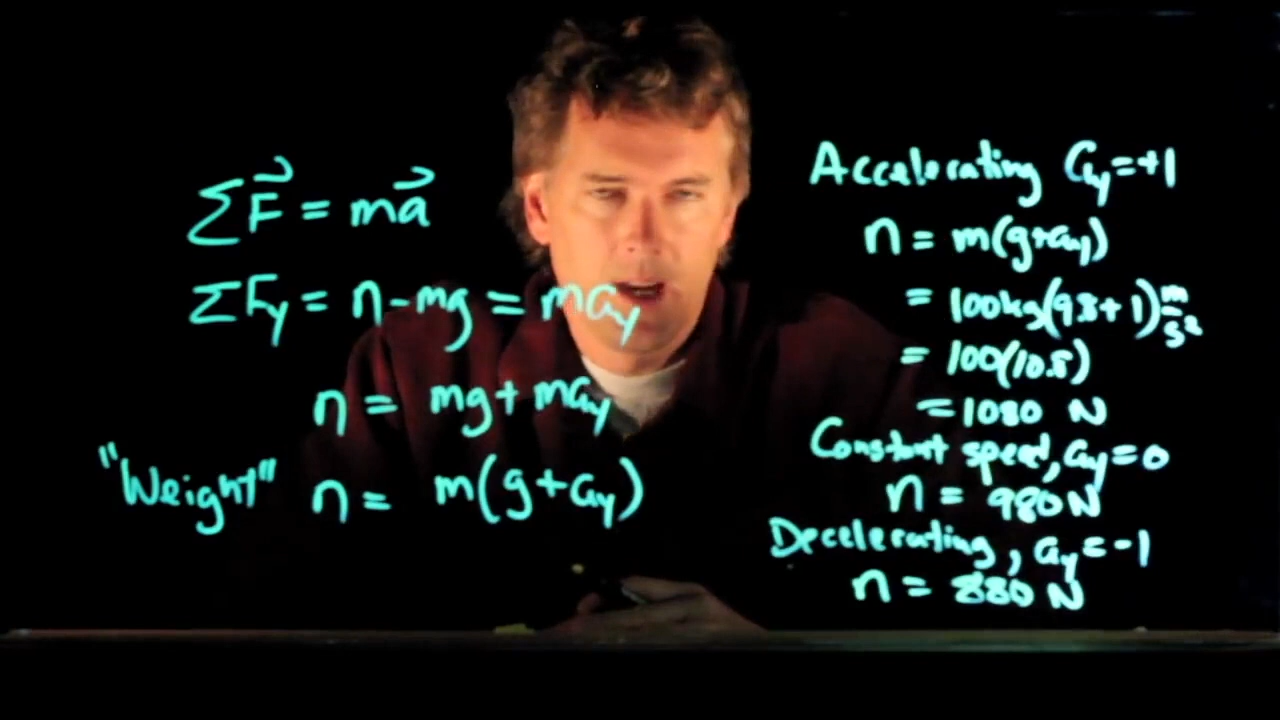 ΣF⃗ = ma⃗
ΣFy = n - mg = may
n = mg + may
"Weight" n = m(g+ay)
Accelerating ay=+1
n = m(g+ay)
= 100kg(9.8+1) m/s²
= 100(10.8)
= 1080 N
Constant speed, ay=0
n = 980 N
Decelerating, ay=-1
n = 880 N